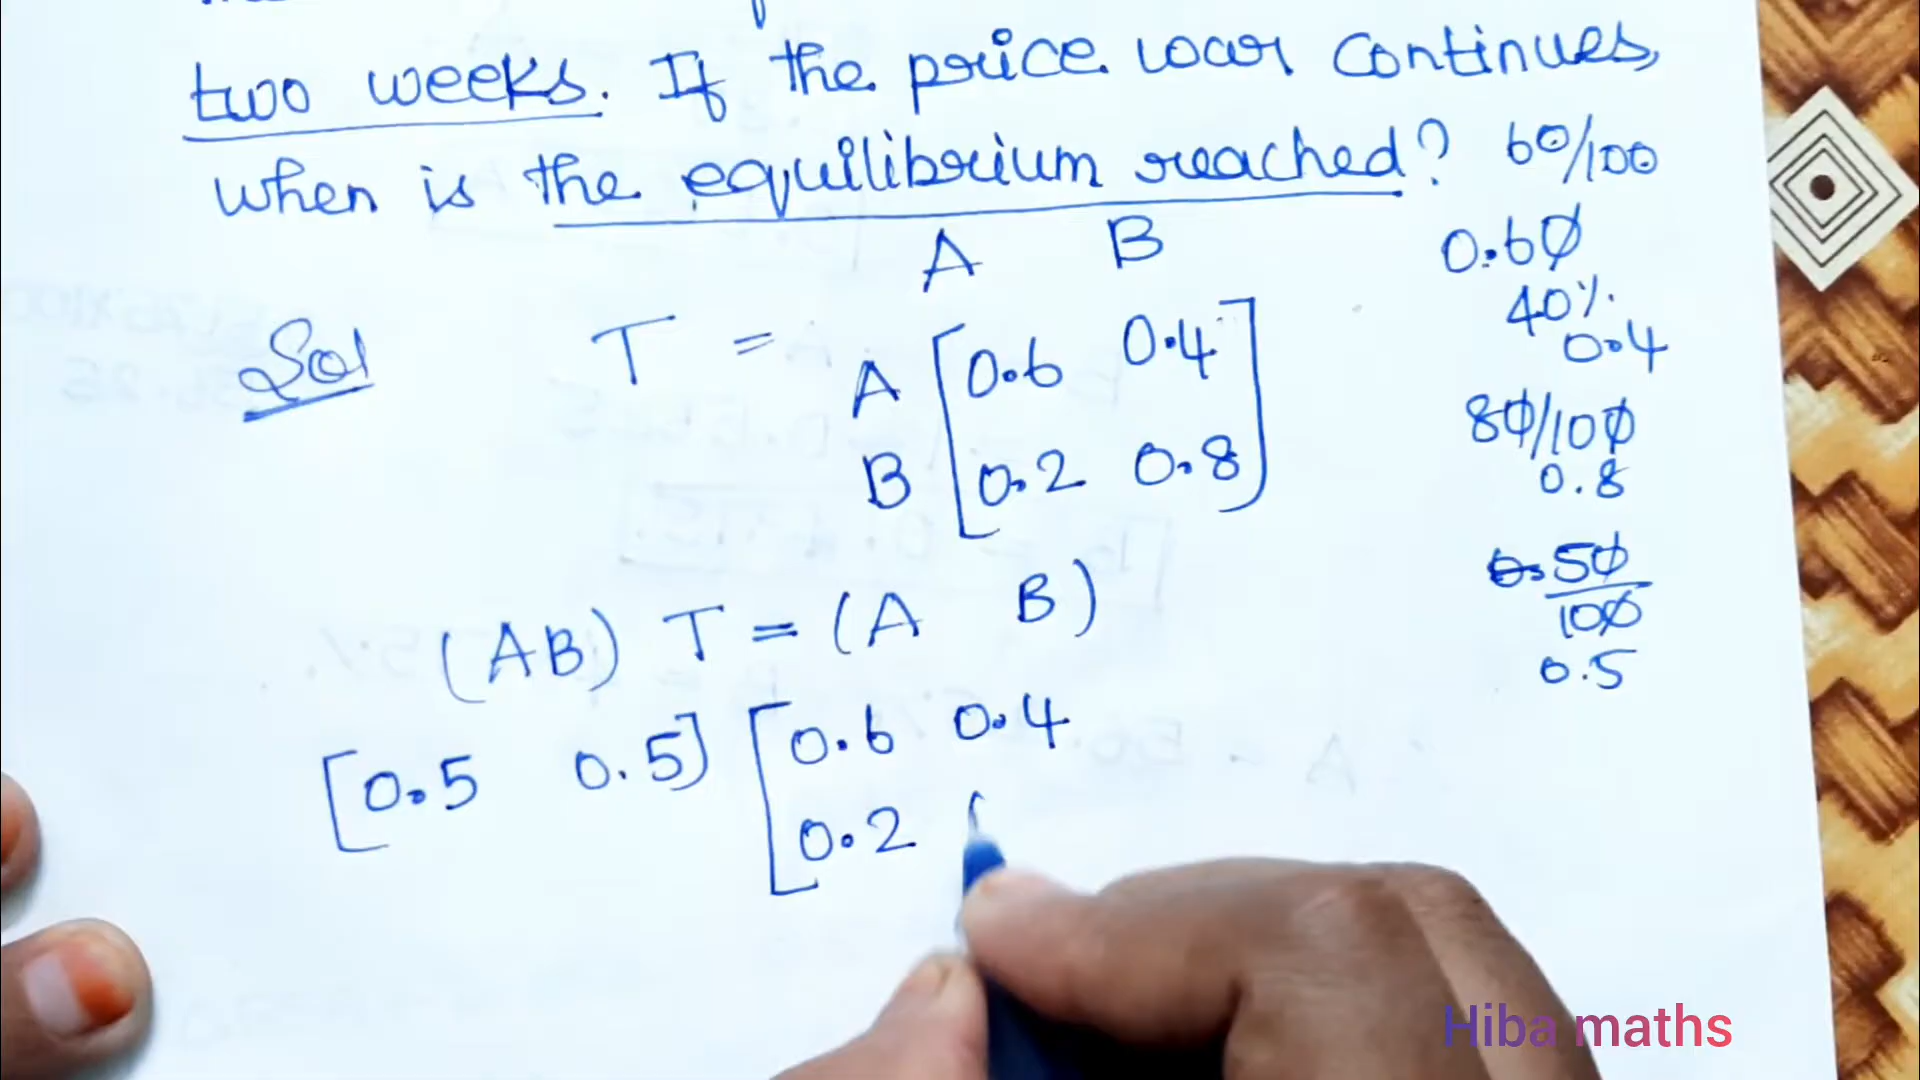 two weeks. If the price war continues,
when is the equilibrium reached? 60/100
A B
0.60
Sol T = A [0.6 0.4]
40%
0.4
B [0.2 0.8]
80/100
0.8
(AB) T = (A B)
50
100
0.5
[0.5 0.5] [0.6 0.4
0.2
Hiba maths